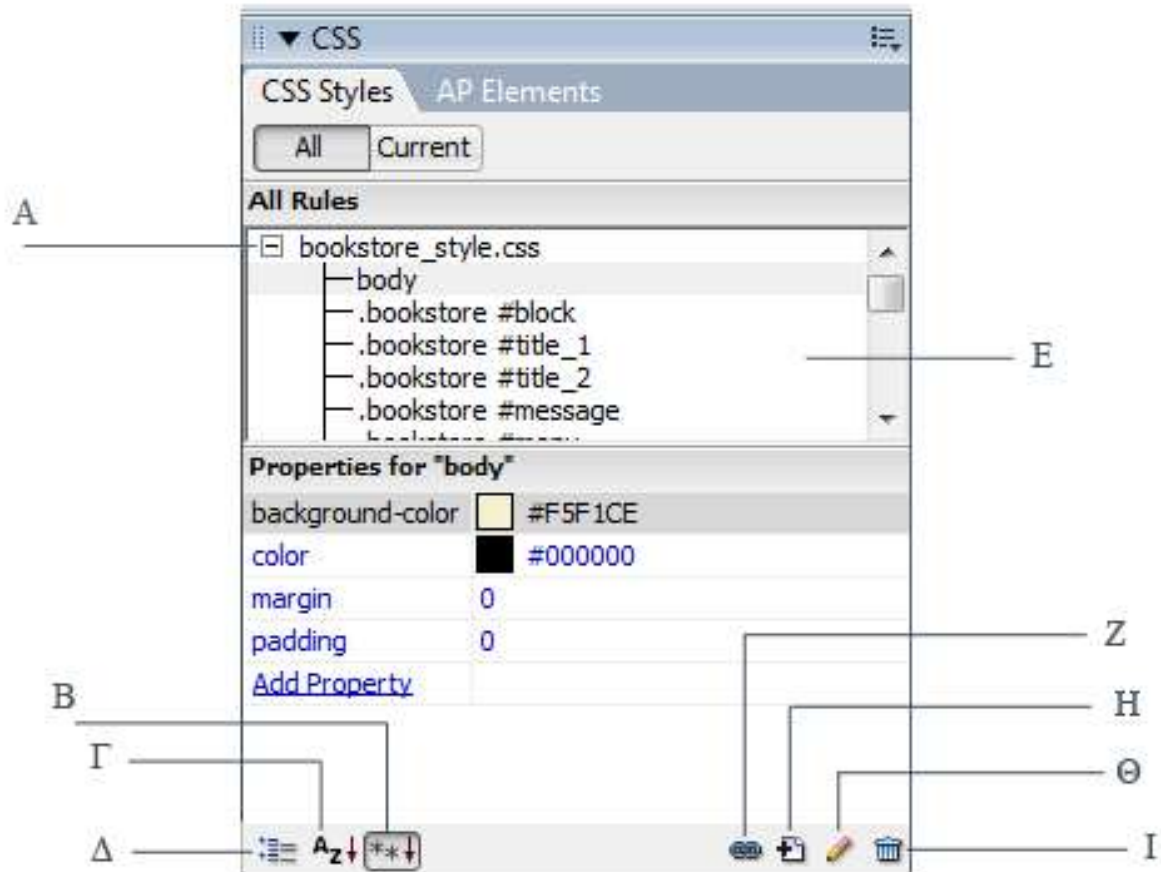 CSS
CSS Styles AP Elements
All Current
All Rules
Α
bookstore_style.css
body
.bookstore #block
.bookstore #title_1
.bookstore #title_2
Ε
.bookstore #message
Properties for "body"
background-color #F5F1CE
color #000000
margin 0
padding 0
Ζ
Add Property
Β
Η
Γ
Θ
Δ
Az
**
Ι